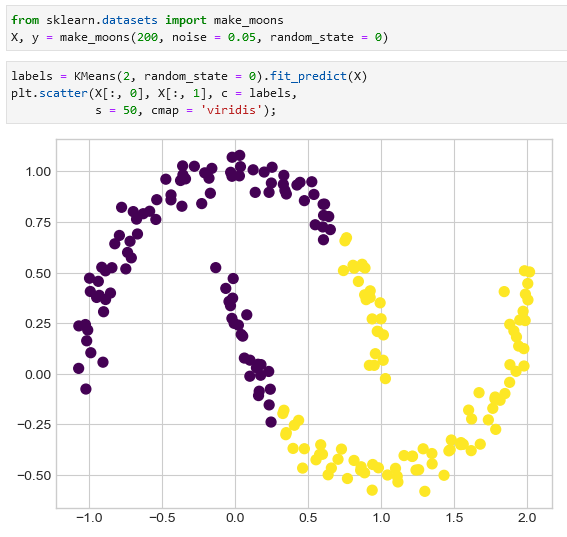 from sklearn.datasets import make_moons
X, y = make_moons(200, noise = 0.05, random_state = 0)
labels = KMeans(2, random_state = 0).fit_predict(X)
plt.scatter(X[:, 0], X[:, 1], c = labels,
            s = 50, cmap = 'viridis');
1.00
0.75
0.50
0.25
0.00
−0.25
−0.50
−1.0 −0.5 0.0 0.5 1.0 1.5 2.0